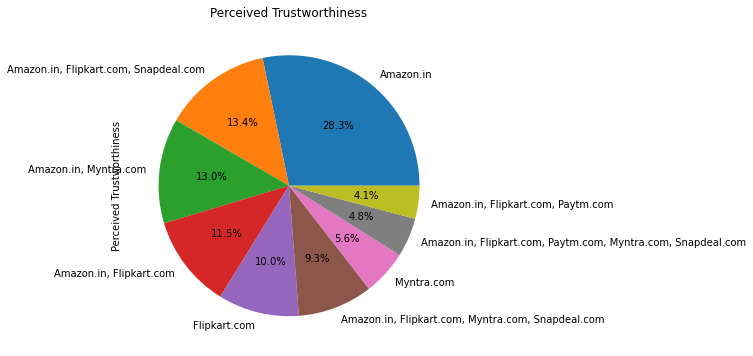 Perceived Trustworthiness
Amazon.in
28.3%
Amazon.in, Flipkart.com, Snapdeal.com
13.4%
Amazon.in, Myntra.com
13.0%
Amazon.in, Flipkart.com
11.5%
Flipkart.com
10.0%
Amazon.in, Flipkart.com, Myntra.com, Snapdeal.com
9.3%
Myntra.com
5.6%
Amazon.in, Flipkart.com, Paytm.com, Myntra.com, Snapdeal.com
4.8%
Amazon.in, Flipkart.com, Paytm.com
4.1%
Perceived Trustworthiness